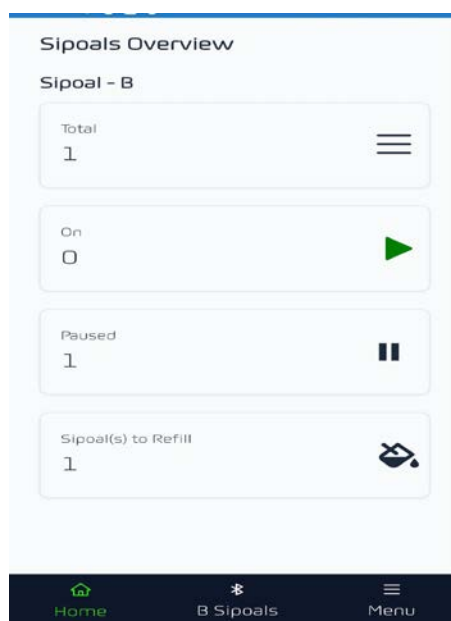 Sipoals Overview
Sipoal - B
Total
1
On
0
Paused
1
Sipoal(s) to Refill
1
Home B Sipoals Menu